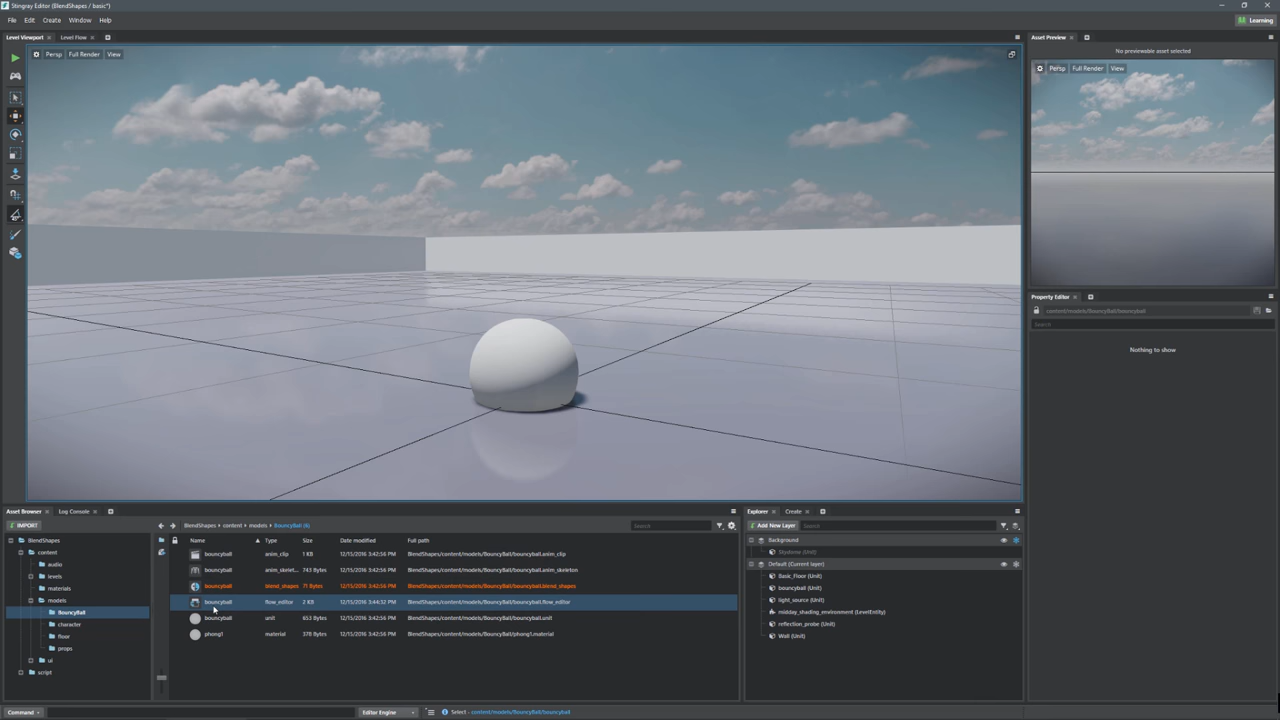 Stingray Editor (BlendShapes / basic*)
File Edit Create Window Help
Learning
Level Viewport Level Flow
Persp Full Render View
Asset Preview
No previewable asset selected
Persp Full Render View
Property Editor
content/models/BouncyBall/bouncyball
Search
Nothing to show
Asset Browser Log Console
IMPORT
BlendShapes
content
audio
levels
materials
models
BouncyBall
character
floor
props
ui
script
BlendShapes > content > models > BouncyBall (6)
Search
Name Type Size Date modified Full path
bouncyball anim_clip 1 KB 12/15/2016 3:42:56 PM BlendShapes/content/models/BouncyBall/bouncyball.anim_clip
bouncyball anim_skelet... 743 Bytes 12/15/2016 3:42:56 PM BlendShapes/content/models/BouncyBall/bouncyball.anim_skeleton
bouncyball blend_shapes 71 Bytes 12/15/2016 3:42:56 PM BlendShapes/content/models/BouncyBall/bouncyball.blend_shapes
bouncyball flow_editor 2 KB 12/15/2016 3:44:32 PM BlendShapes/content/models/BouncyBall/bouncyball.flow_editor
bouncyball unit 653 Bytes 12/15/2016 3:42:56 PM BlendShapes/content/models/BouncyBall/bouncyball.unit
phong1 material 378 Bytes 12/15/2016 3:42:56 PM BlendShapes/content/models/BouncyBall/phong1.material
Explorer Create
Add New Layer Search
Background
Skydome (Unit)
Default (Current layer)
Basic_Floor (Unit)
bouncyball (Unit)
light_source (Unit)
midday_shading_environment (LevelEntity)
reflection_probe (Unit)
Wall (Unit)
Command Editor Engine Select - content/models/BouncyBall/bouncyball